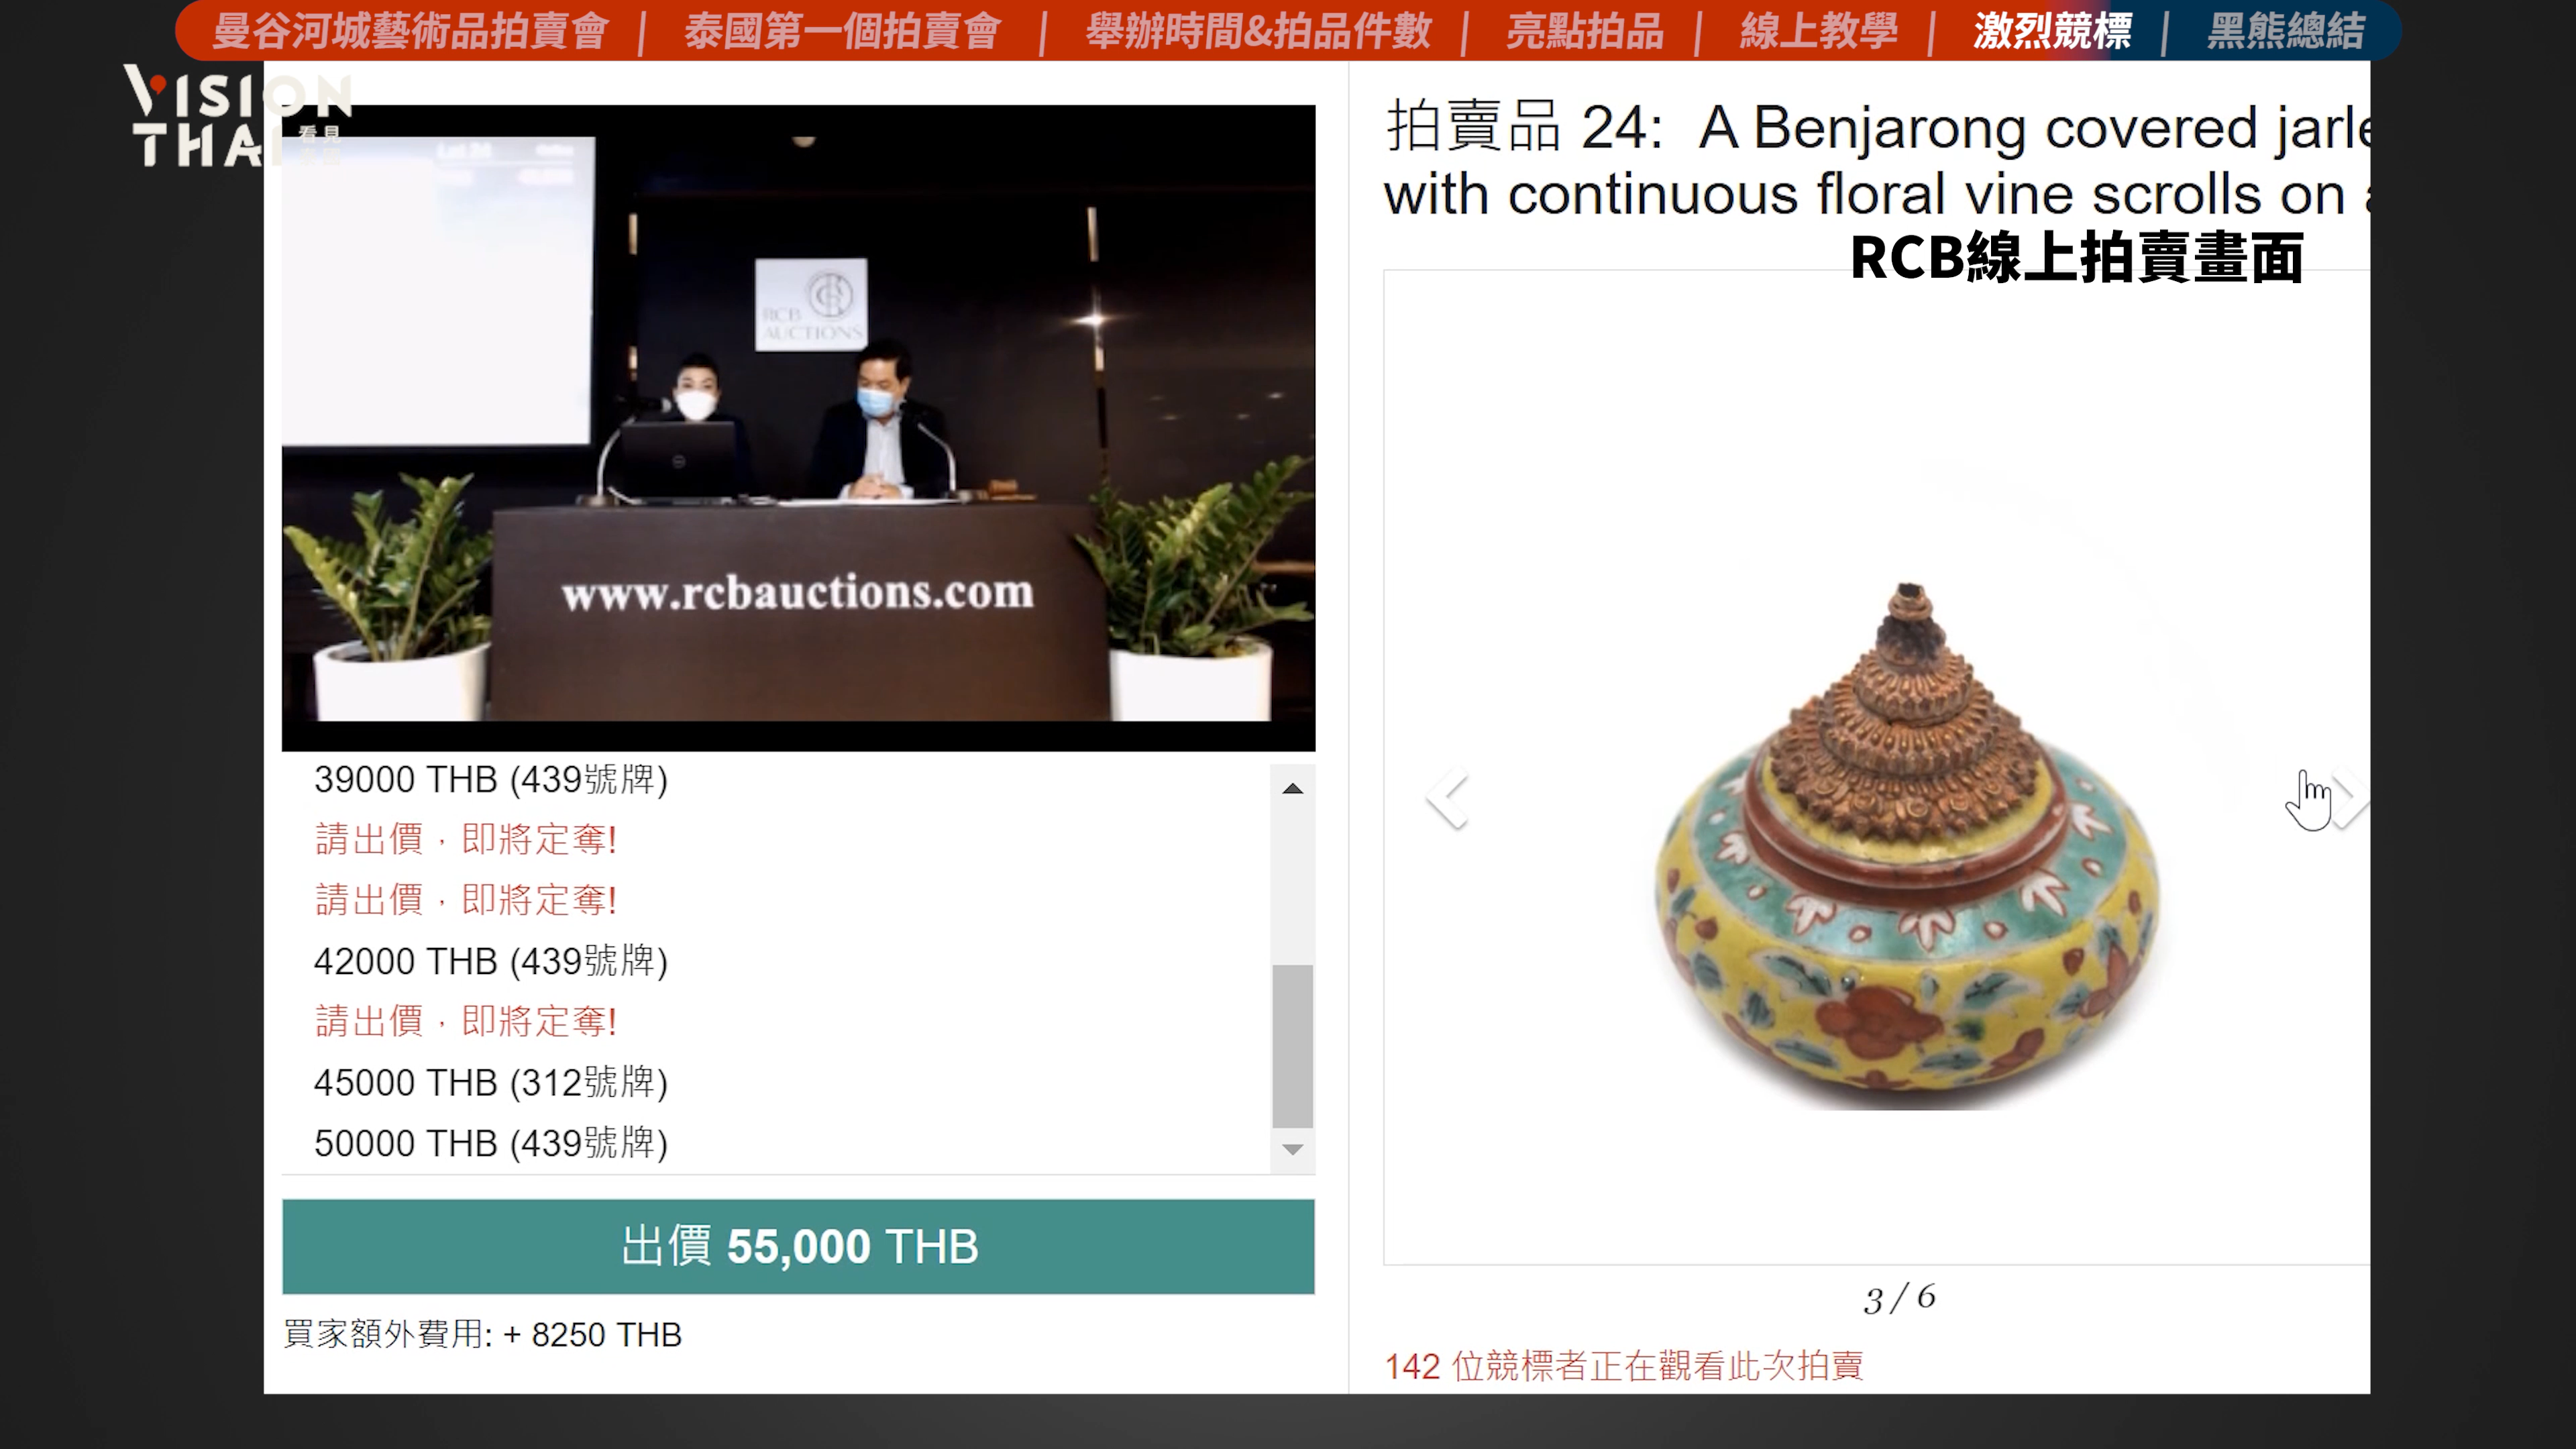 曼谷河城藝術品拍賣會 | 泰國第一個拍賣會 | 舉辦時間&拍品件數 | 亮點拍品 | 線上教學 | 激烈競標 | 黑熊總結
VISION
THAI 看見
RCB
AUCTIONS
www.rcbauctions.com
39000 THB (439號牌)
請出價，即將定奪!
請出價，即將定奪!
42000 THB (439號牌)
請出價，即將定奪!
45000 THB (312號牌)
50000 THB (439號牌)
出價 55,000 THB
買家額外費用: + 8250 THB
拍賣品 24: A Benjarong covered jarle
with continuous floral vine scrolls on
RCB線上拍賣畫面
3 / 6
142 位競標者正在觀看此次拍賣